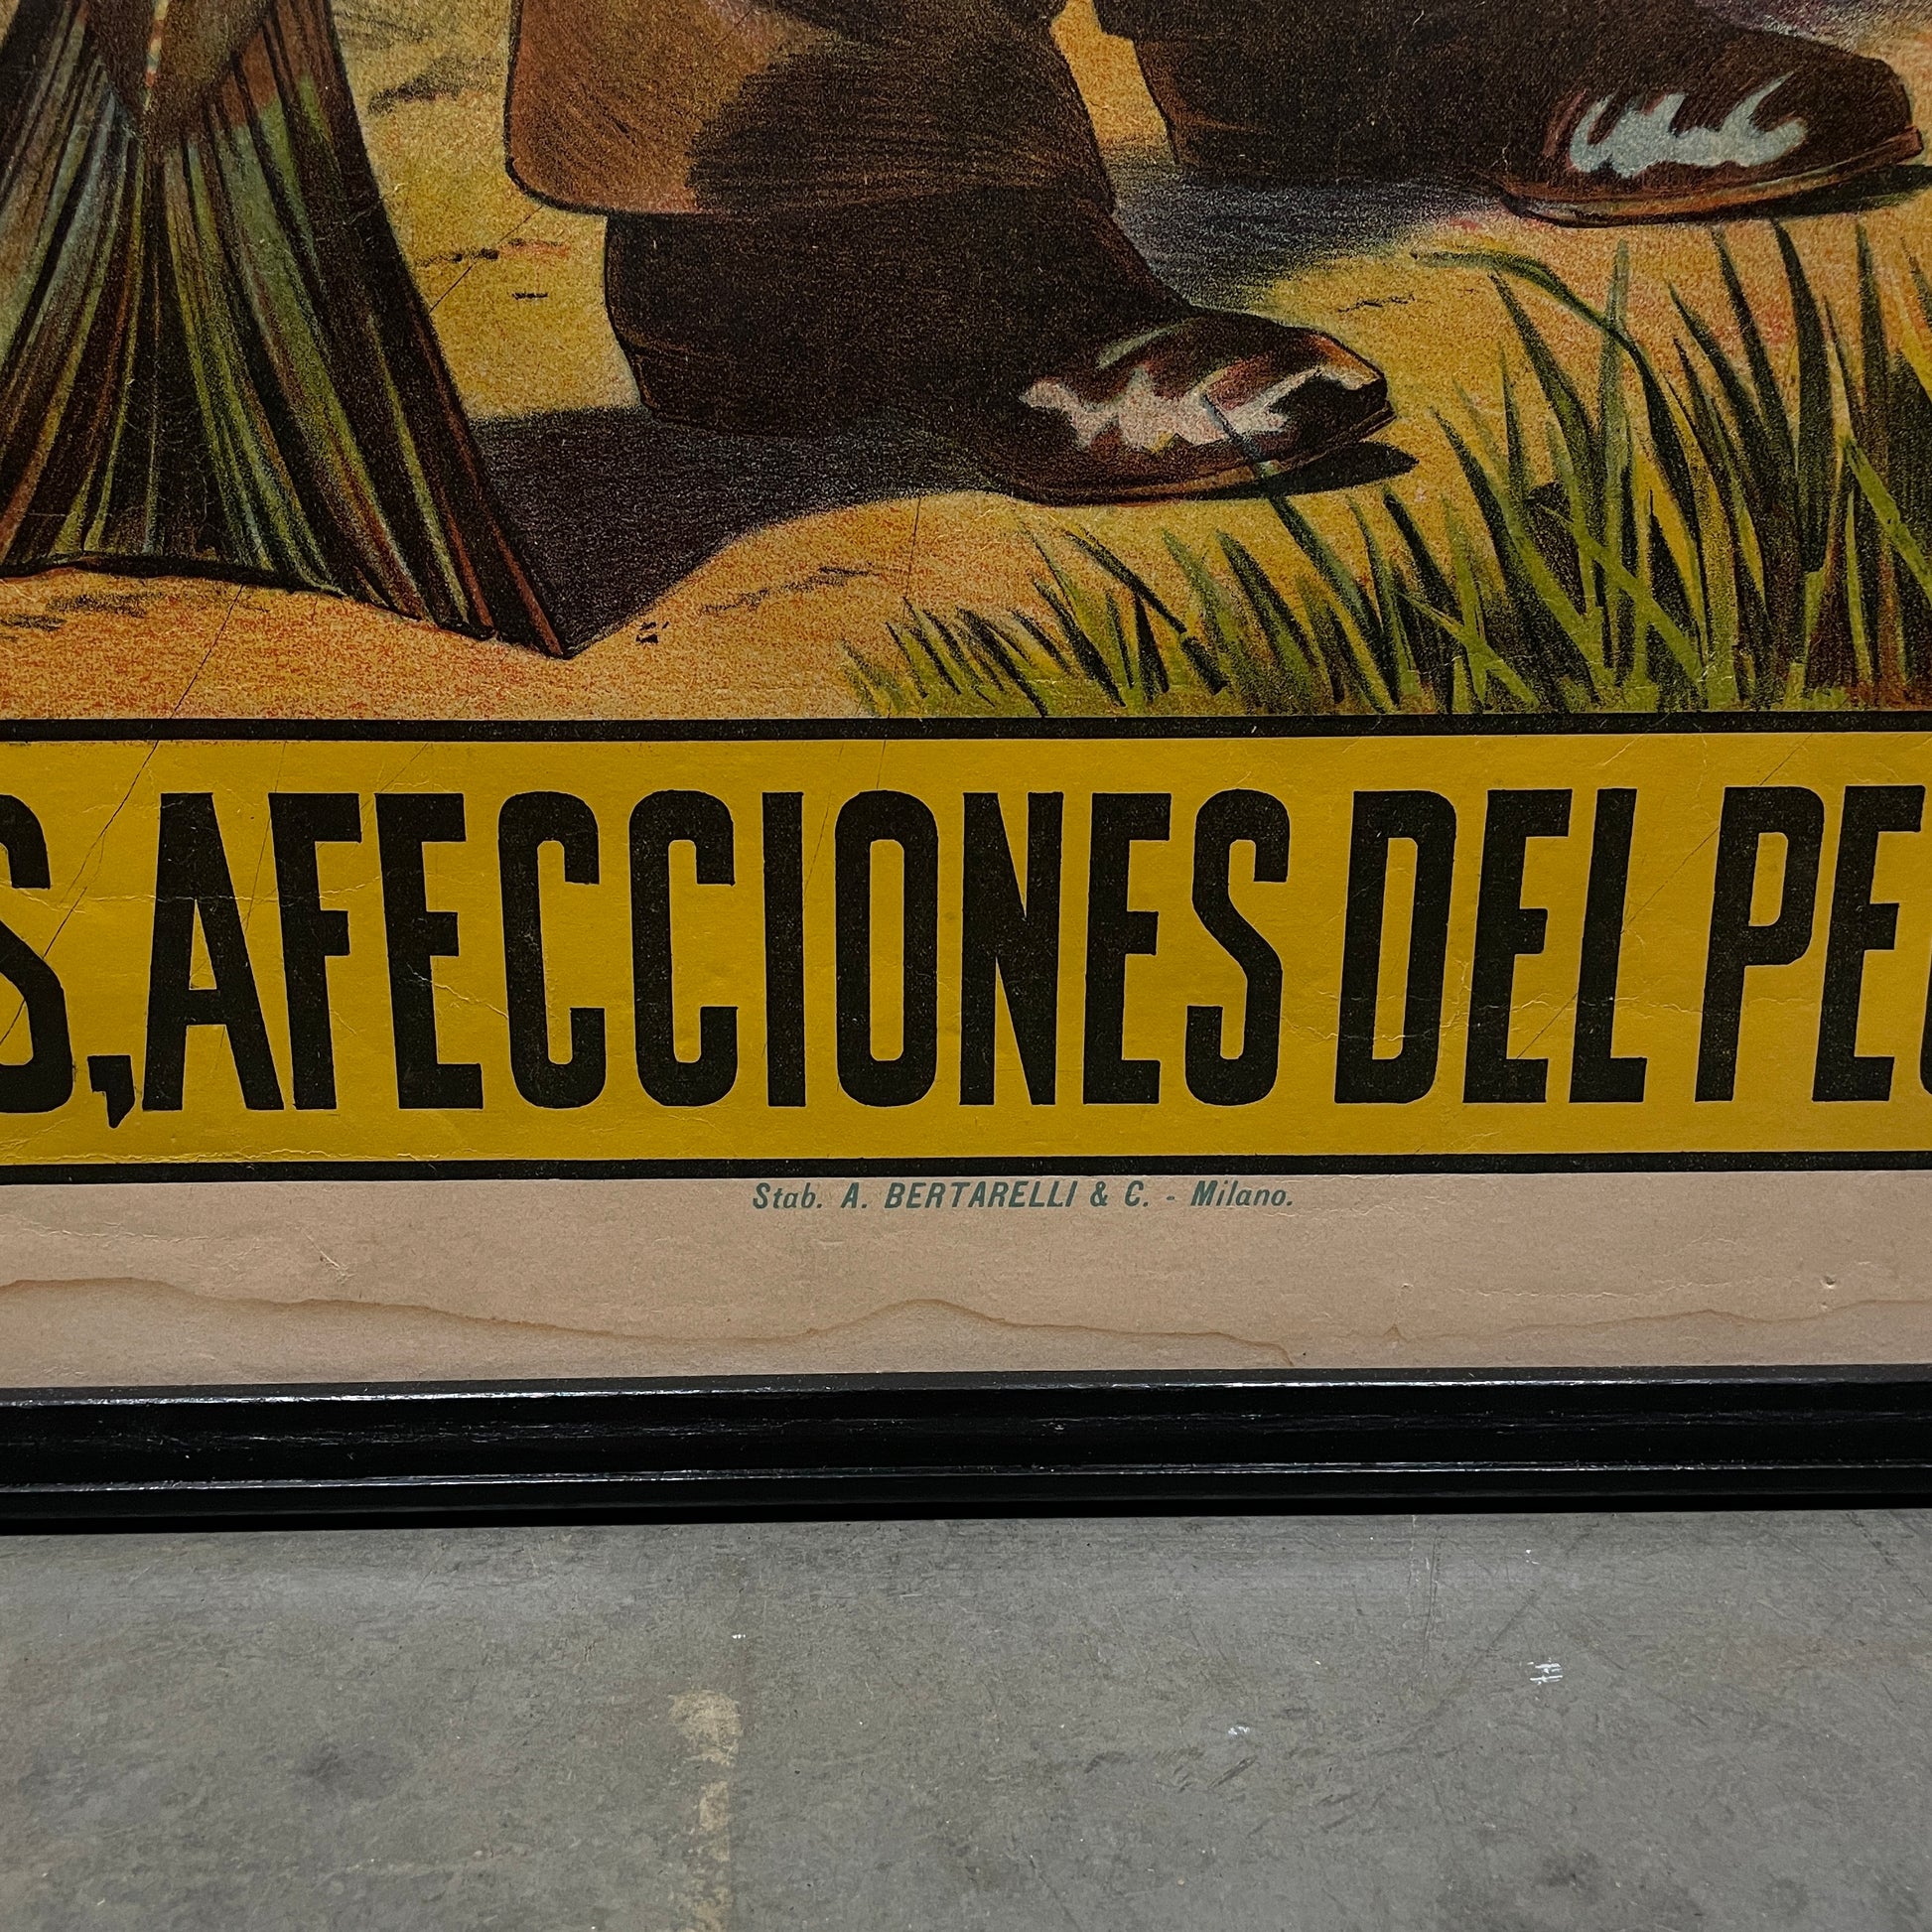 S, AFECCIONES DEL PE
Stab. A. BERTARELLI & C. - Milano.